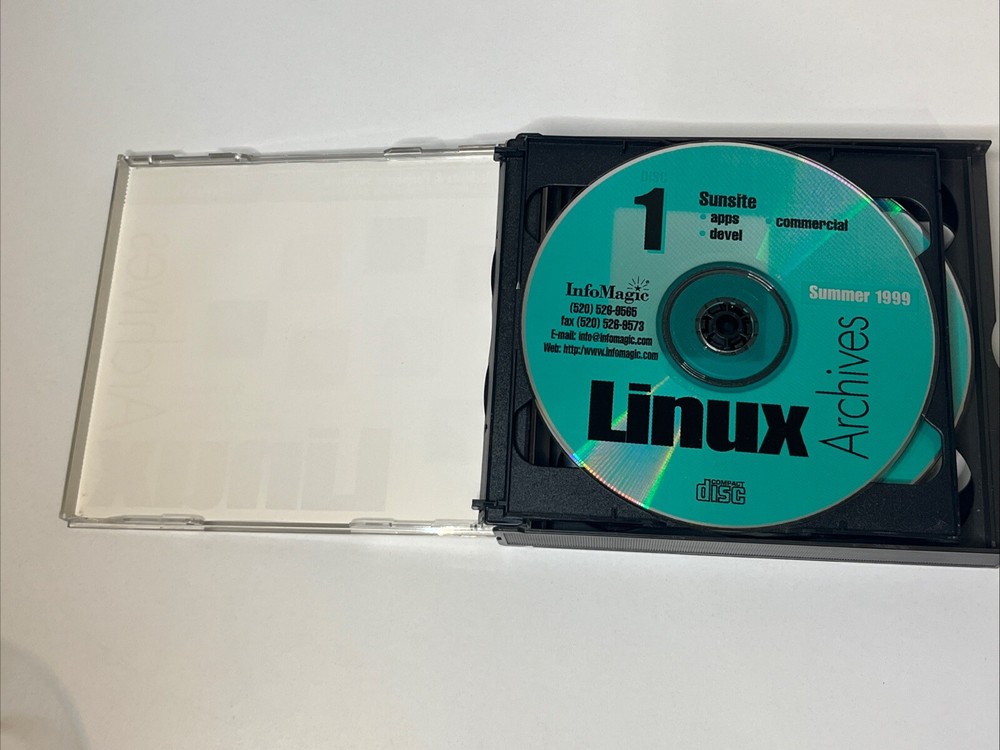 DISC
1
Sunsite
• apps • commercial
• devel
InfoMagic
(520) 526-9565
fax (520) 526-9573
E-mail: info@infomagic.com
Web: http:/www.infomagic.com
Summer 1999
Linux
Archives
COMPACT
disc